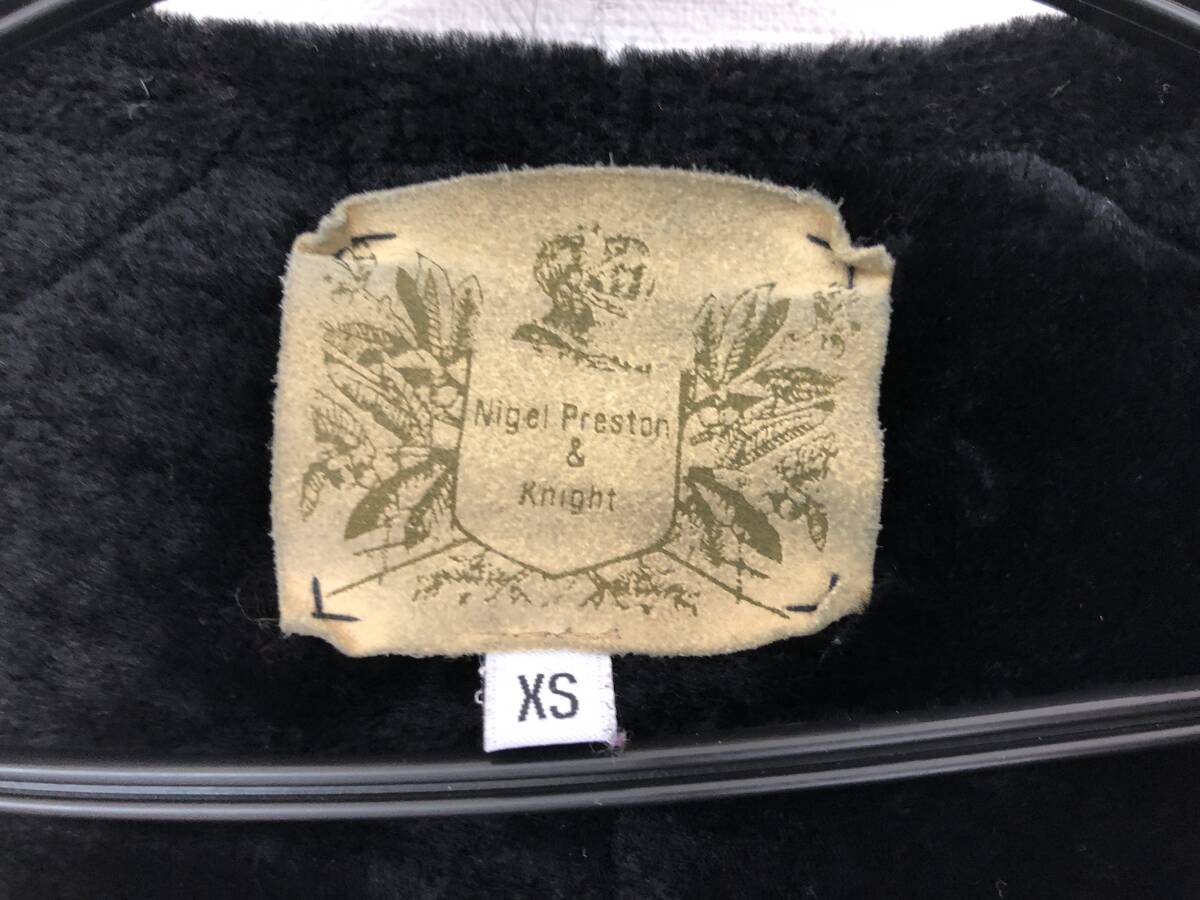 Nigel Preston
&
Knight
XS